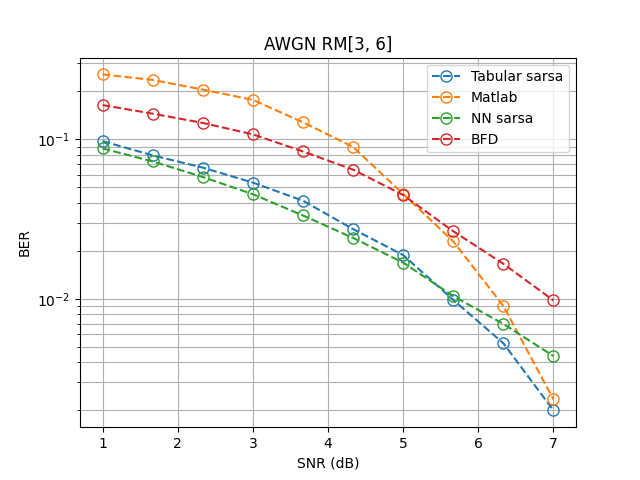 AWGN RM[3, 6]
Tabular sarsa
Matlab
NN sarsa
BFD
10⁻¹
10⁻²
BER
1 2 3 4 5 6 7
SNR (dB)